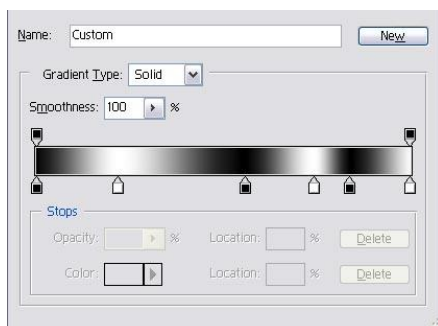 Name: Custom New
Gradient Type: Solid
Smoothness: 100 %
Stops
Opacity: % Location: % Delete
Color: Location: % Delete